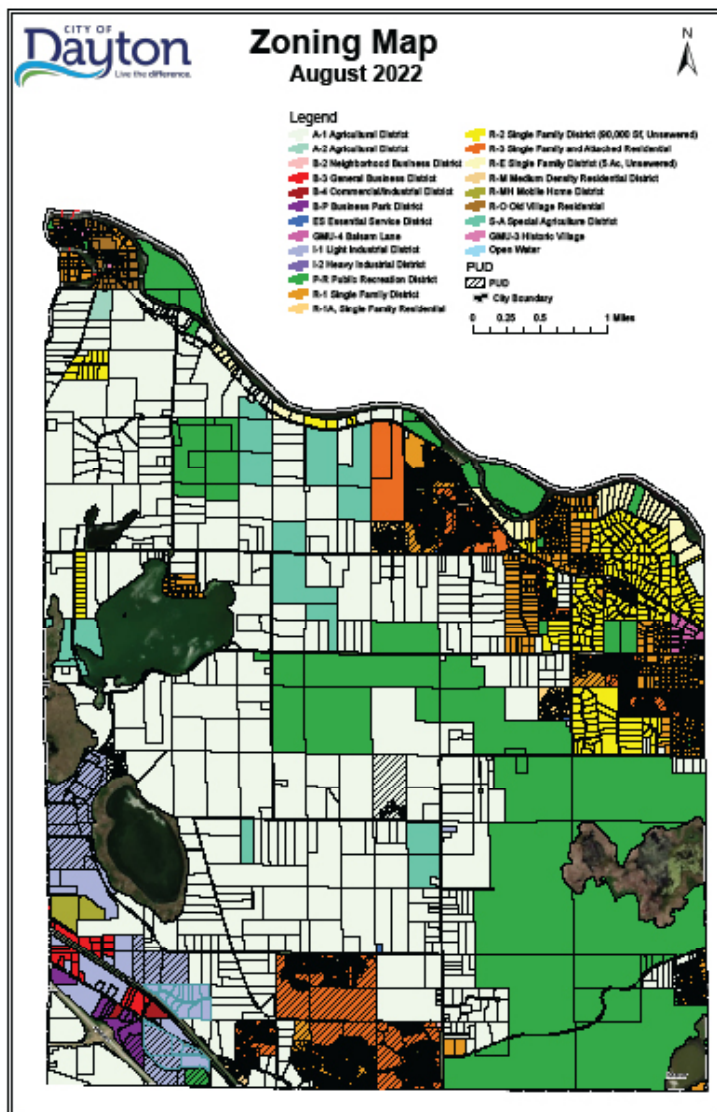 CITY OF
Dayton
Live the difference.
Zoning Map
August 2022
N
Legend
A-1 Agricultural District
A-2 Agricultural District
B-2 Neighborhood Business District
B-3 General Business District
B-4 Commercial/Industrial District
B-P Business Park District
ES Essential Service District
GMU-4 Balsam Lane
I-1 Light Industrial District
I-2 Heavy Industrial District
P-R Public Recreation District
R-1 Single Family District
R-1A, Single Family Residential
R-2 Single Family District (90,000 Sf, Unsewered)
R-3 Single Family and Attached Residential
R-E Single Family District (5 Ac, Unsewered)
R-M Medium Density Residential District
R-MH Mobile Home District
R-O Old Village Residential
S-A Special Agriculture District
GMU-3 Historic Village
Open Water
PUD
PUD
City Boundary
0 0.25 0.5 1 Miles